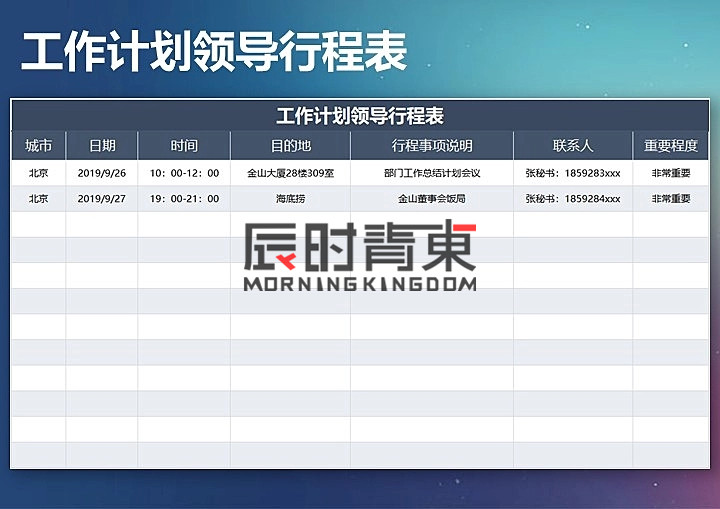 工作计划领导行程表
工作计划领导行程表
城市 日期 时间 目的地 行程事项说明 联系人 重要程度
北京 2019/9/26 10：00-12：00 金山大厦28楼309室 部门工作总结计划会议 张秘书：1859283xxx 非常重要
北京 2019/9/27 19：00-21：00 海底捞 金山董事会饭局 张秘书：1859284xxx 非常重要
辰时青東
MORNINGKINGDOM